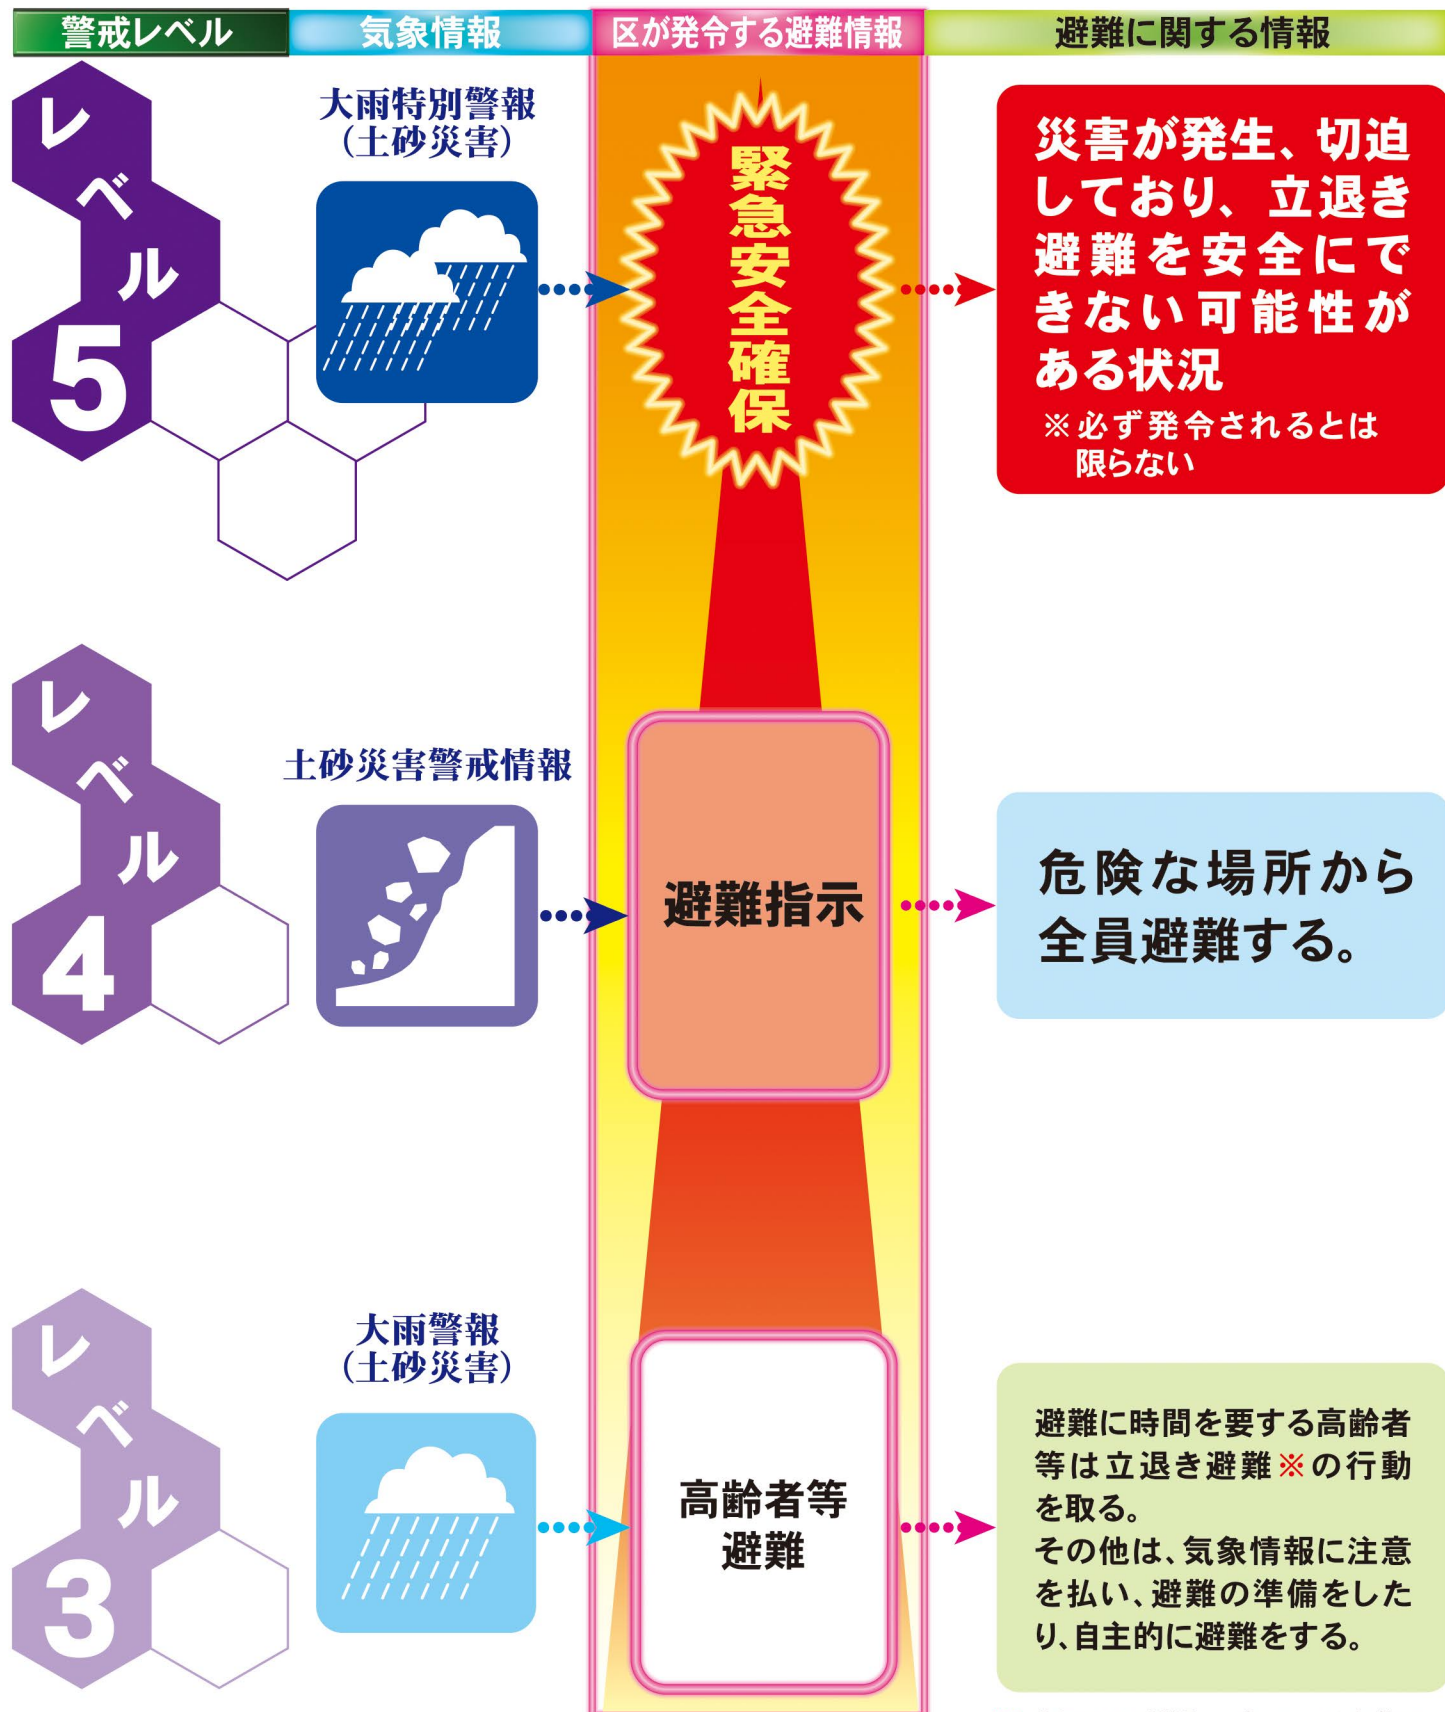 警戒レベル
気象情報
区が発令する避難情報
避難に関する情報
レベル5
大雨特別警報
（土砂災害）
緊急安全確保
災害が発生、切迫
しており、立退き
避難を安全にで
きない可能性が
ある状況
※必ず発令されるとは
限らない
レベル4
土砂災害警戒情報
避難指示
危険な場所から
全員避難する。
レベル3
大雨警報
（土砂災害）
高齢者等
避難
避難に時間を要する高齢者
等は立退き避難※の行動
を取る。
その他は、気象情報に注意
を払い、避難の準備をした
り、自主的に避難をする。